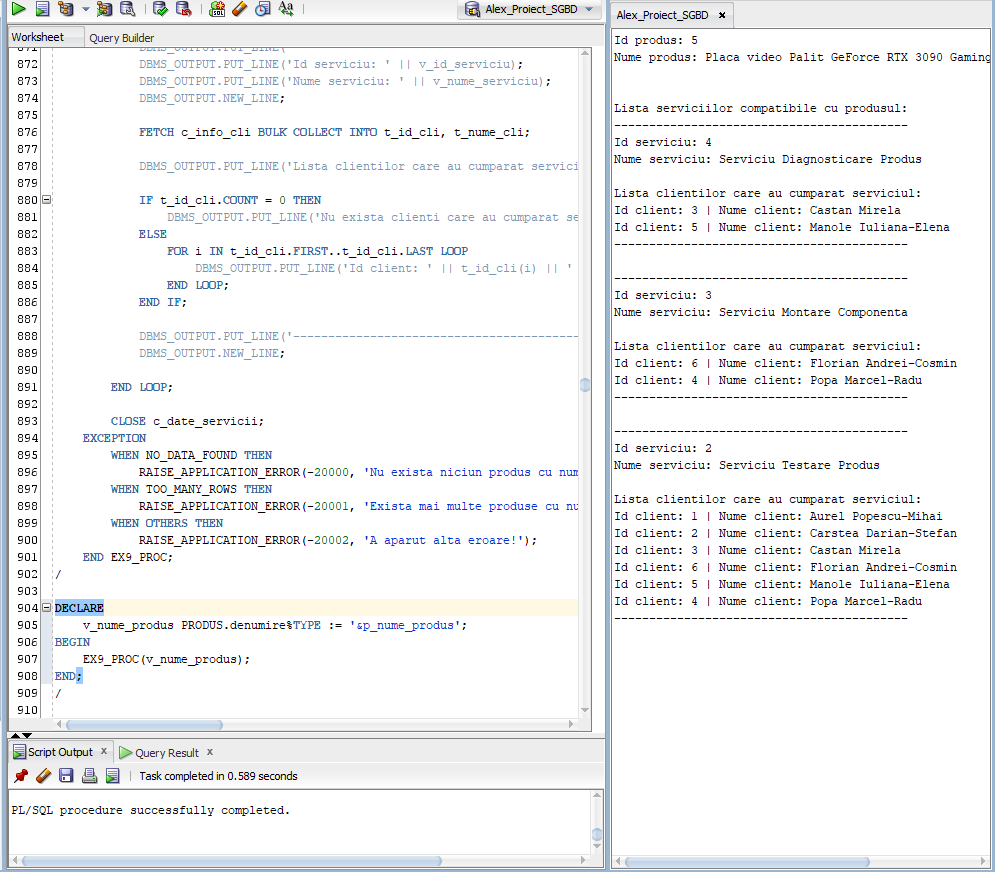 Alex_Proiect_SGBD
Worksheet
Query Builder
871 DBMS_OUTPUT.PUT_LINE('
872 DBMS_OUTPUT.PUT_LINE('Id serviciu: ' || v_id_serviciu);
873 DBMS_OUTPUT.PUT_LINE('Nume serviciu: ' || v_nume_serviciu);
874 DBMS_OUTPUT.NEW_LINE;
875
876 FETCH c_info_cli BULK COLLECT INTO t_id_cli, t_nume_cli;
877
878 DBMS_OUTPUT.PUT_LINE('Lista clientilor care au cumparat servici
879
880 IF t_id_cli.COUNT = 0 THEN
881 DBMS_OUTPUT.PUT_LINE('Nu exista clienti care au cumparat se
882 ELSE
883 FOR i IN t_id_cli.FIRST..t_id_cli.LAST LOOP
884 DBMS_OUTPUT.PUT_LINE('Id client: ' || t_id_cli(i) || '
885 END LOOP;
886 END IF;
887
888 DBMS_OUTPUT.PUT_LINE('-----------------------------------------
889 DBMS_OUTPUT.NEW_LINE;
890
891 END LOOP;
892
893 CLOSE c_date_servicii;
894 EXCEPTION
895 WHEN NO_DATA_FOUND THEN
896 RAISE_APPLICATION_ERROR(-20000, 'Nu exista niciun produs cu num
897 WHEN TOO_MANY_ROWS THEN
898 RAISE_APPLICATION_ERROR(-20001, 'Exista mai multe produse cu nu
899 WHEN OTHERS THEN
900 RAISE_APPLICATION_ERROR(-20002, 'A aparut alta eroare!');
901 END EX9_PROC;
902 /
903
904 DECLARE
905 v_nume_produs PRODUS.denumire%TYPE := '&p_nume_produs';
906 BEGIN
907 EX9_PROC(v_nume_produs);
908 END;
909 /
910
Script Output x
Query Result x
Task completed in 0.589 seconds
PL/SQL procedure successfully completed.
Alex_Proiect_SGBD x
Id produs: 5
Nume produs: Placa video Palit GeForce RTX 3090 Gaming
Lista serviciilor compatibile cu produsul:
------------------------------------------
Id serviciu: 4
Nume serviciu: Serviciu Diagnosticare Produs
Lista clientilor care au cumparat serviciul:
Id client: 3 | Nume client: Castan Mirela
Id client: 5 | Nume client: Manole Iuliana-Elena
------------------------------------------
------------------------------------------
Id serviciu: 3
Nume serviciu: Serviciu Montare Componenta
Lista clientilor care au cumparat serviciul:
Id client: 6 | Nume client: Florian Andrei-Cosmin
Id client: 4 | Nume client: Popa Marcel-Radu
------------------------------------------
------------------------------------------
Id serviciu: 2
Nume serviciu: Serviciu Testare Produs
Lista clientilor care au cumparat serviciul:
Id client: 1 | Nume client: Aurel Popescu-Mihai
Id client: 2 | Nume client: Carstea Darian-Stefan
Id client: 3 | Nume client: Castan Mirela
Id client: 6 | Nume client: Florian Andrei-Cosmin
Id client: 5 | Nume client: Manole Iuliana-Elena
Id client: 4 | Nume client: Popa Marcel-Radu
------------------------------------------